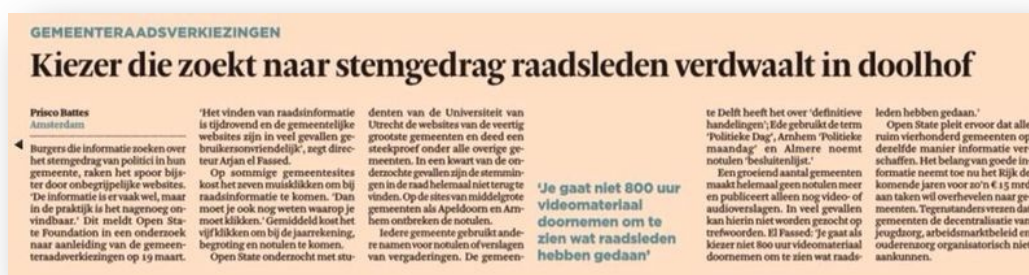 GEMEENTERAADSVERKIEZINGEN
Kiezer die zoekt naar stemgedrag raadsleden verdwaalt in doolhof
Prisco Battes
Amsterdam
Burgers die informatie zoeken over
het stemgedrag van politici in hun
gemeente, raken het spoor bijs-
ter door onbegrijpelijke websites.
'De informatie is er vaak wel, maar
in de praktijk is het nagenoeg on-
vindbaar.' Dit meldt Open Sta-
te Foundation in een onderzoek
naar aanleiding van de gemeen-
teraadsverkiezingen op 19 maart.
'Het vinden van raadsinformatie
is tijdrovend en de gemeentelijke
websites zijn in veel gevallen ge-
bruikersonvriendelijk', zegt direc-
teur Arjan el Fassed.
Op sommige gemeentesites
kost het zeven muisklikken om bij
raadsinformatie te komen. 'Dan
moet je ook nog weten waarop je
moet klikken.' Gemiddeld kost het
vijf klikken om bij de jaarrekening,
begroting en notulen te komen.
Open State onderzocht met stu-
denten van de Universiteit van
Utrecht de websites van de veertig
grootste gemeenten en deed een
steekproef onder alle overige ge-
meenten. In een kwart van de on-
derzochte gevallen zijn de stemmin-
gen in de raad helemaal niet terug te
vinden. Op de sites van middelgrote
gemeenten als Apeldoorn en Arn-
hem ontbreken de notulen.
Iedere gemeente gebruikt ande-
re namen voor notulen of verslagen
van vergaderingen. De gemeen-
'Je gaat niet 800 uur
videomateriaal
doornemen om te
zien wat raadsleden
hebben gedaan'
te Delft heeft het over 'definitieve
handelingen'; Ede gebruikt de term
'Politieke Dag', Arnhem 'Politieke
maandag' en Almere noemt
notulen 'besluitenlijst.'
Een groeiend aantal gemeenten
maakt helemaal geen notulen meer
en publiceert alleen nog video- of
audioverslagen. In veel gevallen
kan hierin niet worden gezocht op
trefwoorden. El Fassed: 'Je gaat als
kiezer niet 800 uur videomateriaal
doornemen om te zien wat raads-
leden hebben gedaan.'
Open State pleit ervoor dat alle
ruim vierhonderd gemeenten op
dezelfde manier informatie ver-
schaffen. Het belang van goede in-
formatie neemt toe nu het Rijk de
komende jaren voor zo'n € 15 mrd
aan taken wil overhevelen naar ge-
meenten. Tegenstanders vrezen dat
gemeenten de decentralisatie van
jeugdzorg, arbeidsmarktbeleid en
ouderenzorg organisatorisch niet
aankunnen.